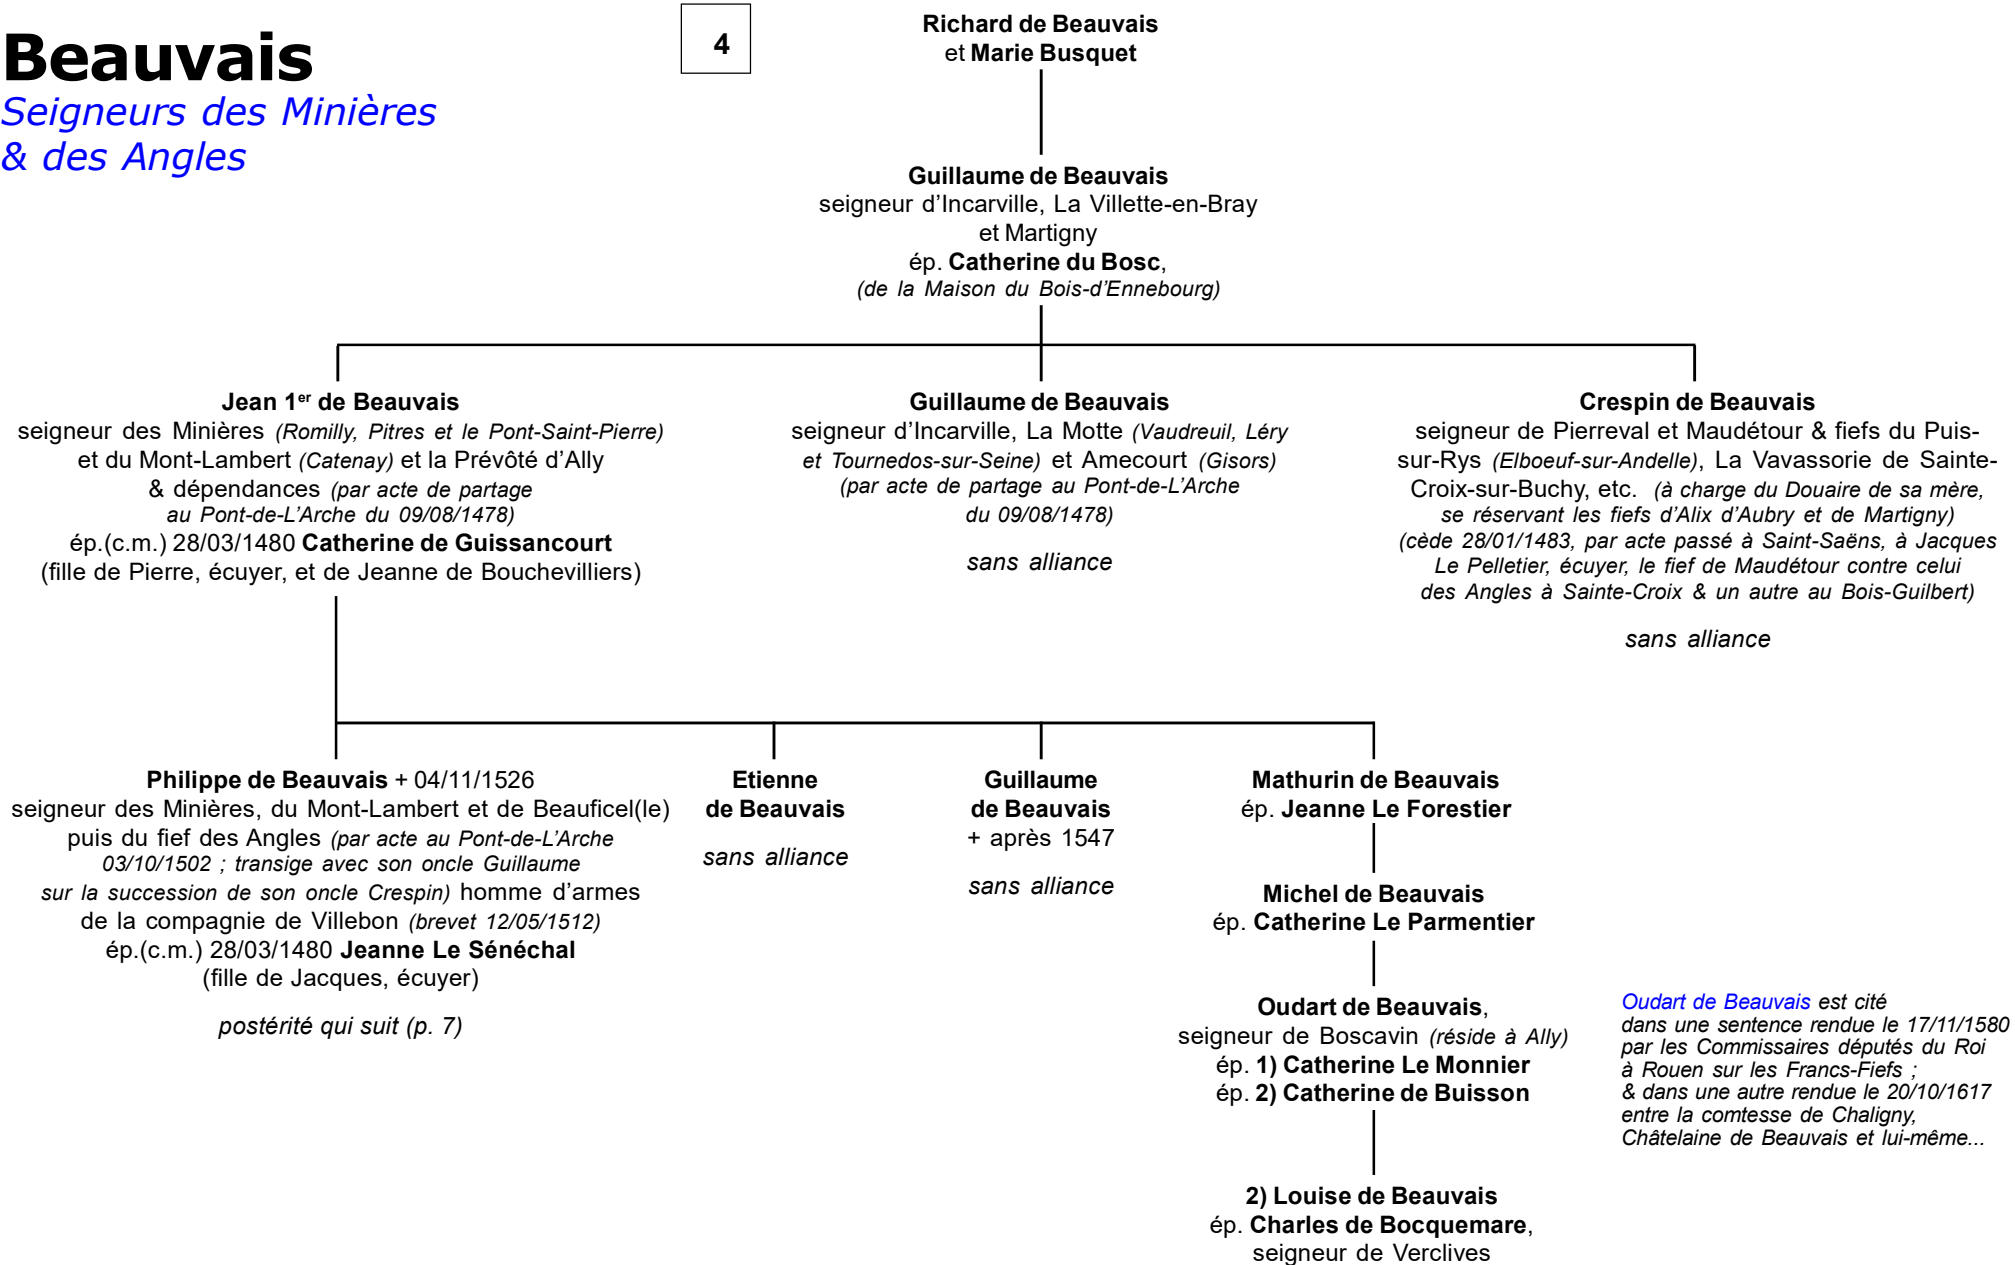 Beauvais
Seigneurs des Minières
& des Angles
4
Richard de Beauvais
et Marie Busquet
Guillaume de Beauvais
seigneur d'Incarville, La Villette-en-Bray
et Martigny
ép. Catherine du Bosc,
(de la Maison du Bois-d'Ennebourg)
Jean 1er de Beauvais
seigneur des Minières (Romilly, Pitres et le Pont-Saint-Pierre)
et du Mont-Lambert (Catenay) et la Prévôté d'Ally
& dépendances (par acte de partage
au Pont-de-L'Arche du 09/08/1478)
ép.(c.m.) 28/03/1480 Catherine de Guissancourt
(fille de Pierre, écuyer, et de Jeanne de Bouchevilliers)
Guillaume de Beauvais
seigneur d'Incarville, La Motte (Vaudreuil, Léry
et Tournedos-sur-Seine) et Amecourt (Gisors)
(par acte de partage au Pont-de-L'Arche
du 09/08/1478)
sans alliance
Crespin de Beauvais
seigneur de Pierreval et Maudétour & fiefs du Puis-
sur-Rys (Elboeuf-sur-Andelle), La Vavassorie de Sainte-
Croix-sur-Buchy, etc. (à charge du Douaire de sa mère,
se réservant les fiefs d'Alix d'Aubry et de Martigny)
(cède 28/01/1483, par acte passé à Saint-Saëns, à Jacques
Le Pelletier, écuyer, le fief de Maudétour contre celui
des Angles à Sainte-Croix & un autre au Bois-Guilbert)
sans alliance
Philippe de Beauvais + 04/11/1526
seigneur des Minières, du Mont-Lambert et de Beauficel(le)
puis du fief des Angles (par acte au Pont-de-L'Arche
03/10/1502 ; transige avec son oncle Guillaume
sur la succession de son oncle Crespin) homme d'armes
de la compagnie de Villebon (brevet 12/05/1512)
ép.(c.m.) 28/03/1480 Jeanne Le Sénéchal
(fille de Jacques, écuyer)
postérité qui suit (p. 7)
Etienne
de Beauvais
sans alliance
Guillaume
de Beauvais
+ après 1547
sans alliance
Mathurin de Beauvais
ép. Jeanne Le Forestier
Michel de Beauvais
ép. Catherine Le Parmentier
Oudart de Beauvais,
seigneur de Boscavin (réside à Ally)
ép. 1) Catherine Le Monnier
ép. 2) Catherine de Buisson
Oudart de Beauvais est cité
dans une sentence rendue le 17/11/1580
par les Commissaires députés du Roi
à Rouen sur les Francs-Fiefs ;
& dans une autre rendue le 20/10/1617
entre la comtesse de Chaligny,
Châtelaine de Beauvais et lui-même...
2) Louise de Beauvais
ép. Charles de Bocquemare,
seigneur de Verclives